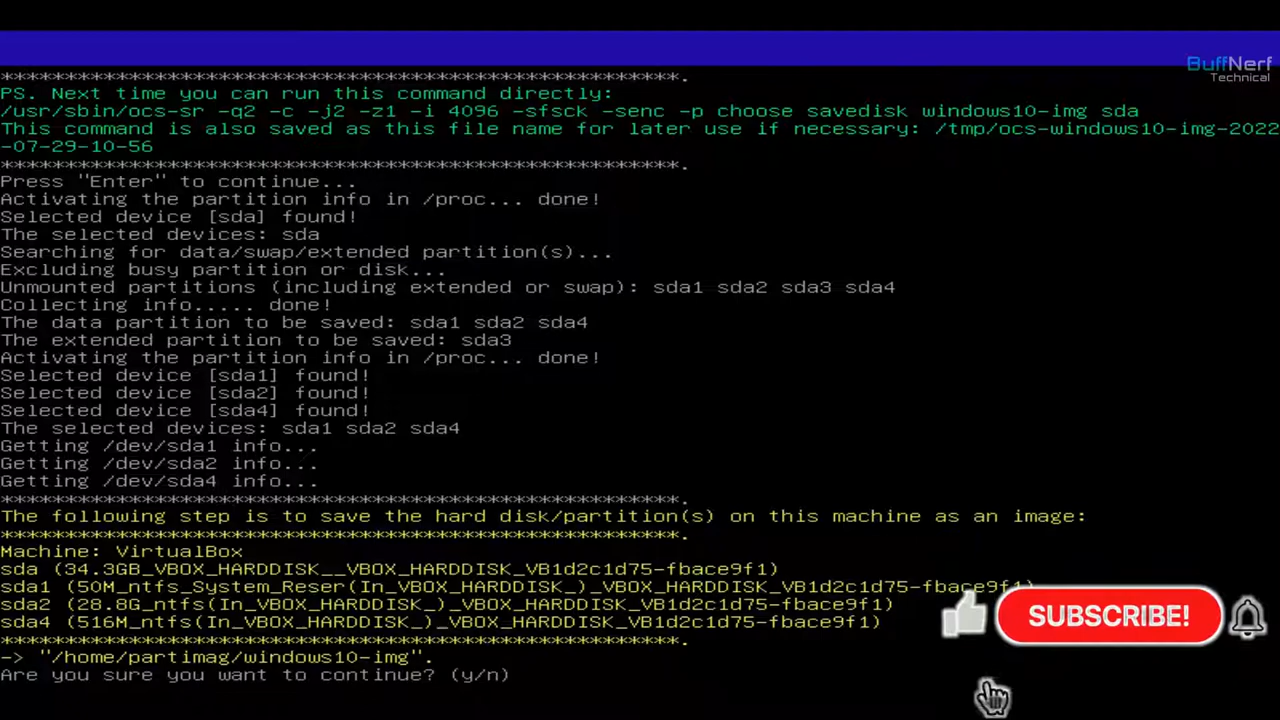 BuffNerf
Technical
*****************************************************.
PS. Next time you can run this command directly:
/usr/sbin/ocs-sr -q2 -c -j2 -z1 -i 4096 -sfsck -senc -p choose savedisk windows10-img sda
This command is also saved as this file name for later use if necessary: /tmp/ocs-windows10-img-2022
-07-29-10-56
*****************************************************.
Press "Enter" to continue...
Activating the partition info in /proc... done!
Selected device [sda] found!
The selected devices: sda
Searching for data/swap/extended partition(s)...
Excluding busy partition or disk...
Unmounted partitions (including extended or swap): sda1 sda2 sda3 sda4
Collecting info..... done!
The data partition to be saved: sda1 sda2 sda4
The extended partition to be saved: sda3
Activating the partition info in /proc... done!
Selected device [sda1] found!
Selected device [sda2] found!
Selected device [sda4] found!
The selected devices: sda1 sda2 sda4
Getting /dev/sda1 info...
Getting /dev/sda2 info...
Getting /dev/sda4 info...
*****************************************************.
The following step is to save the hard disk/partition(s) on this machine as an image:
*****************************************************.
Machine: VirtualBox
sda (34.3GB_VBOX_HARDDISK__VBOX_HARDDISK_VB1d2c1d75-fbace9f1)
sda1 (50M_ntfs_System_Reser(In_VBOX_HARDDISK_)_VBOX_HARDDISK_VB1d2c1d75-fbace9f1)
sda2 (28.8G_ntfs(In_VBOX_HARDDISK_)_VBOX_HARDDISK_VB1d2c1d75-fbace9f1)
sda4 (516M_ntfs(In_VBOX_HARDDISK_)_VBOX_HARDDISK_VB1d2c1d75-fbace9f1)
*****************************************************.
-> "/home/partimag/windows10-img".
Are you sure you want to continue? (y/n)
SUBSCRIBE!